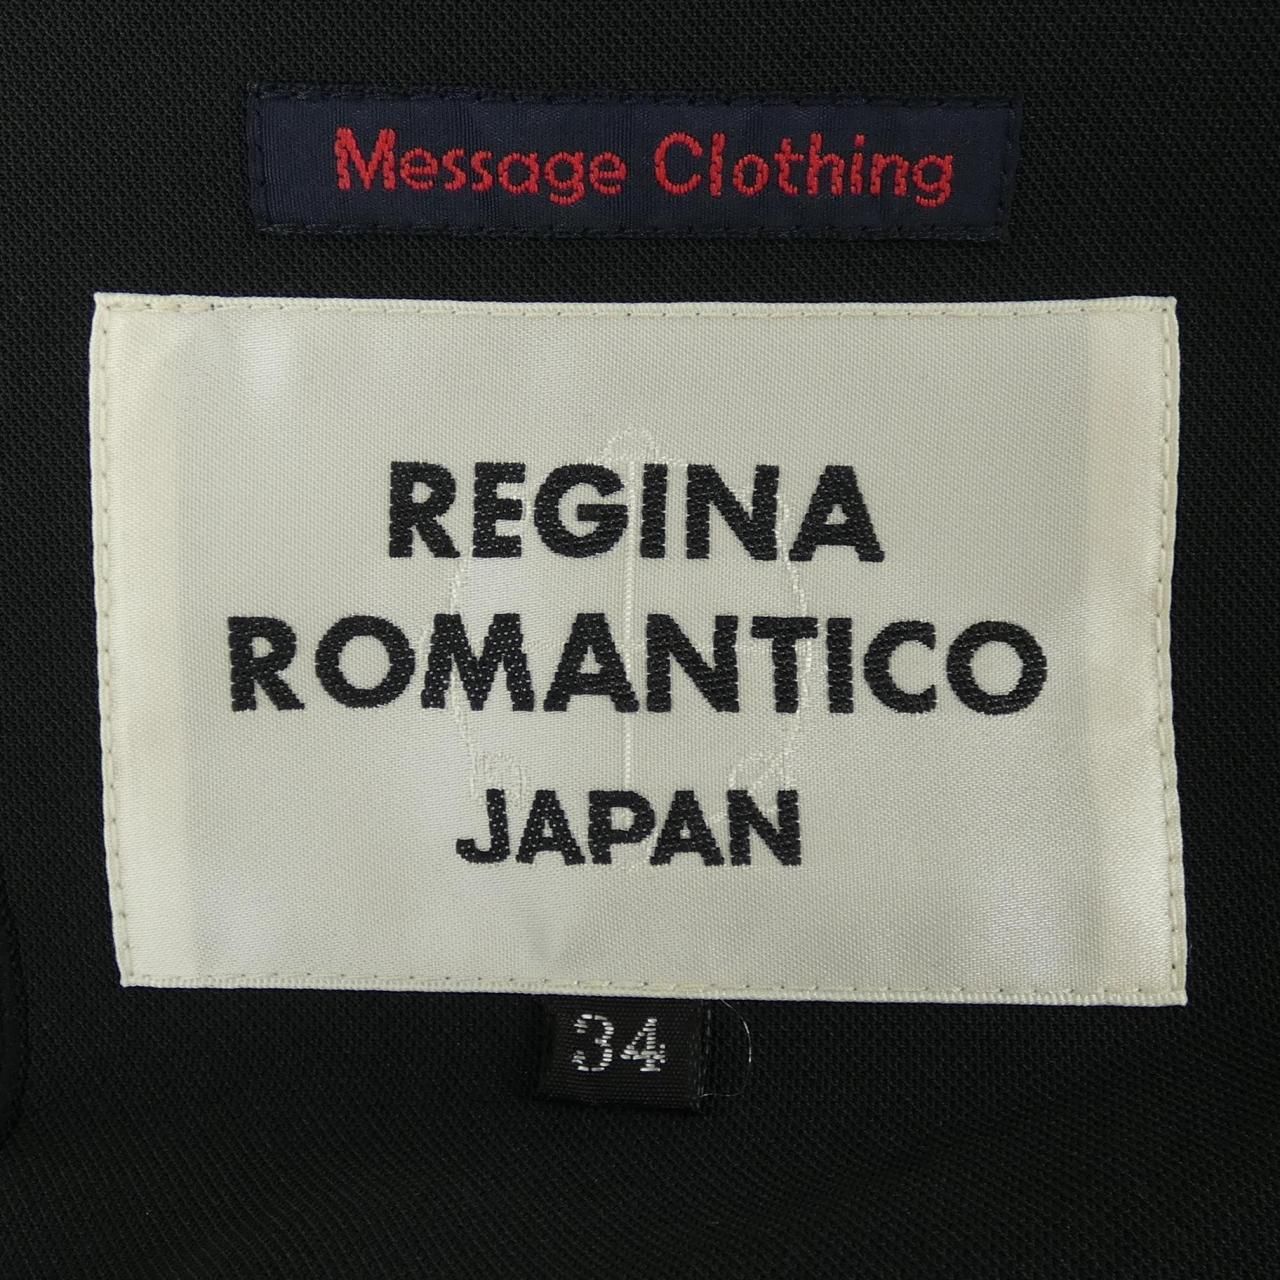 Message Clothing
REGINA
ROMANTICO
JAPAN
34